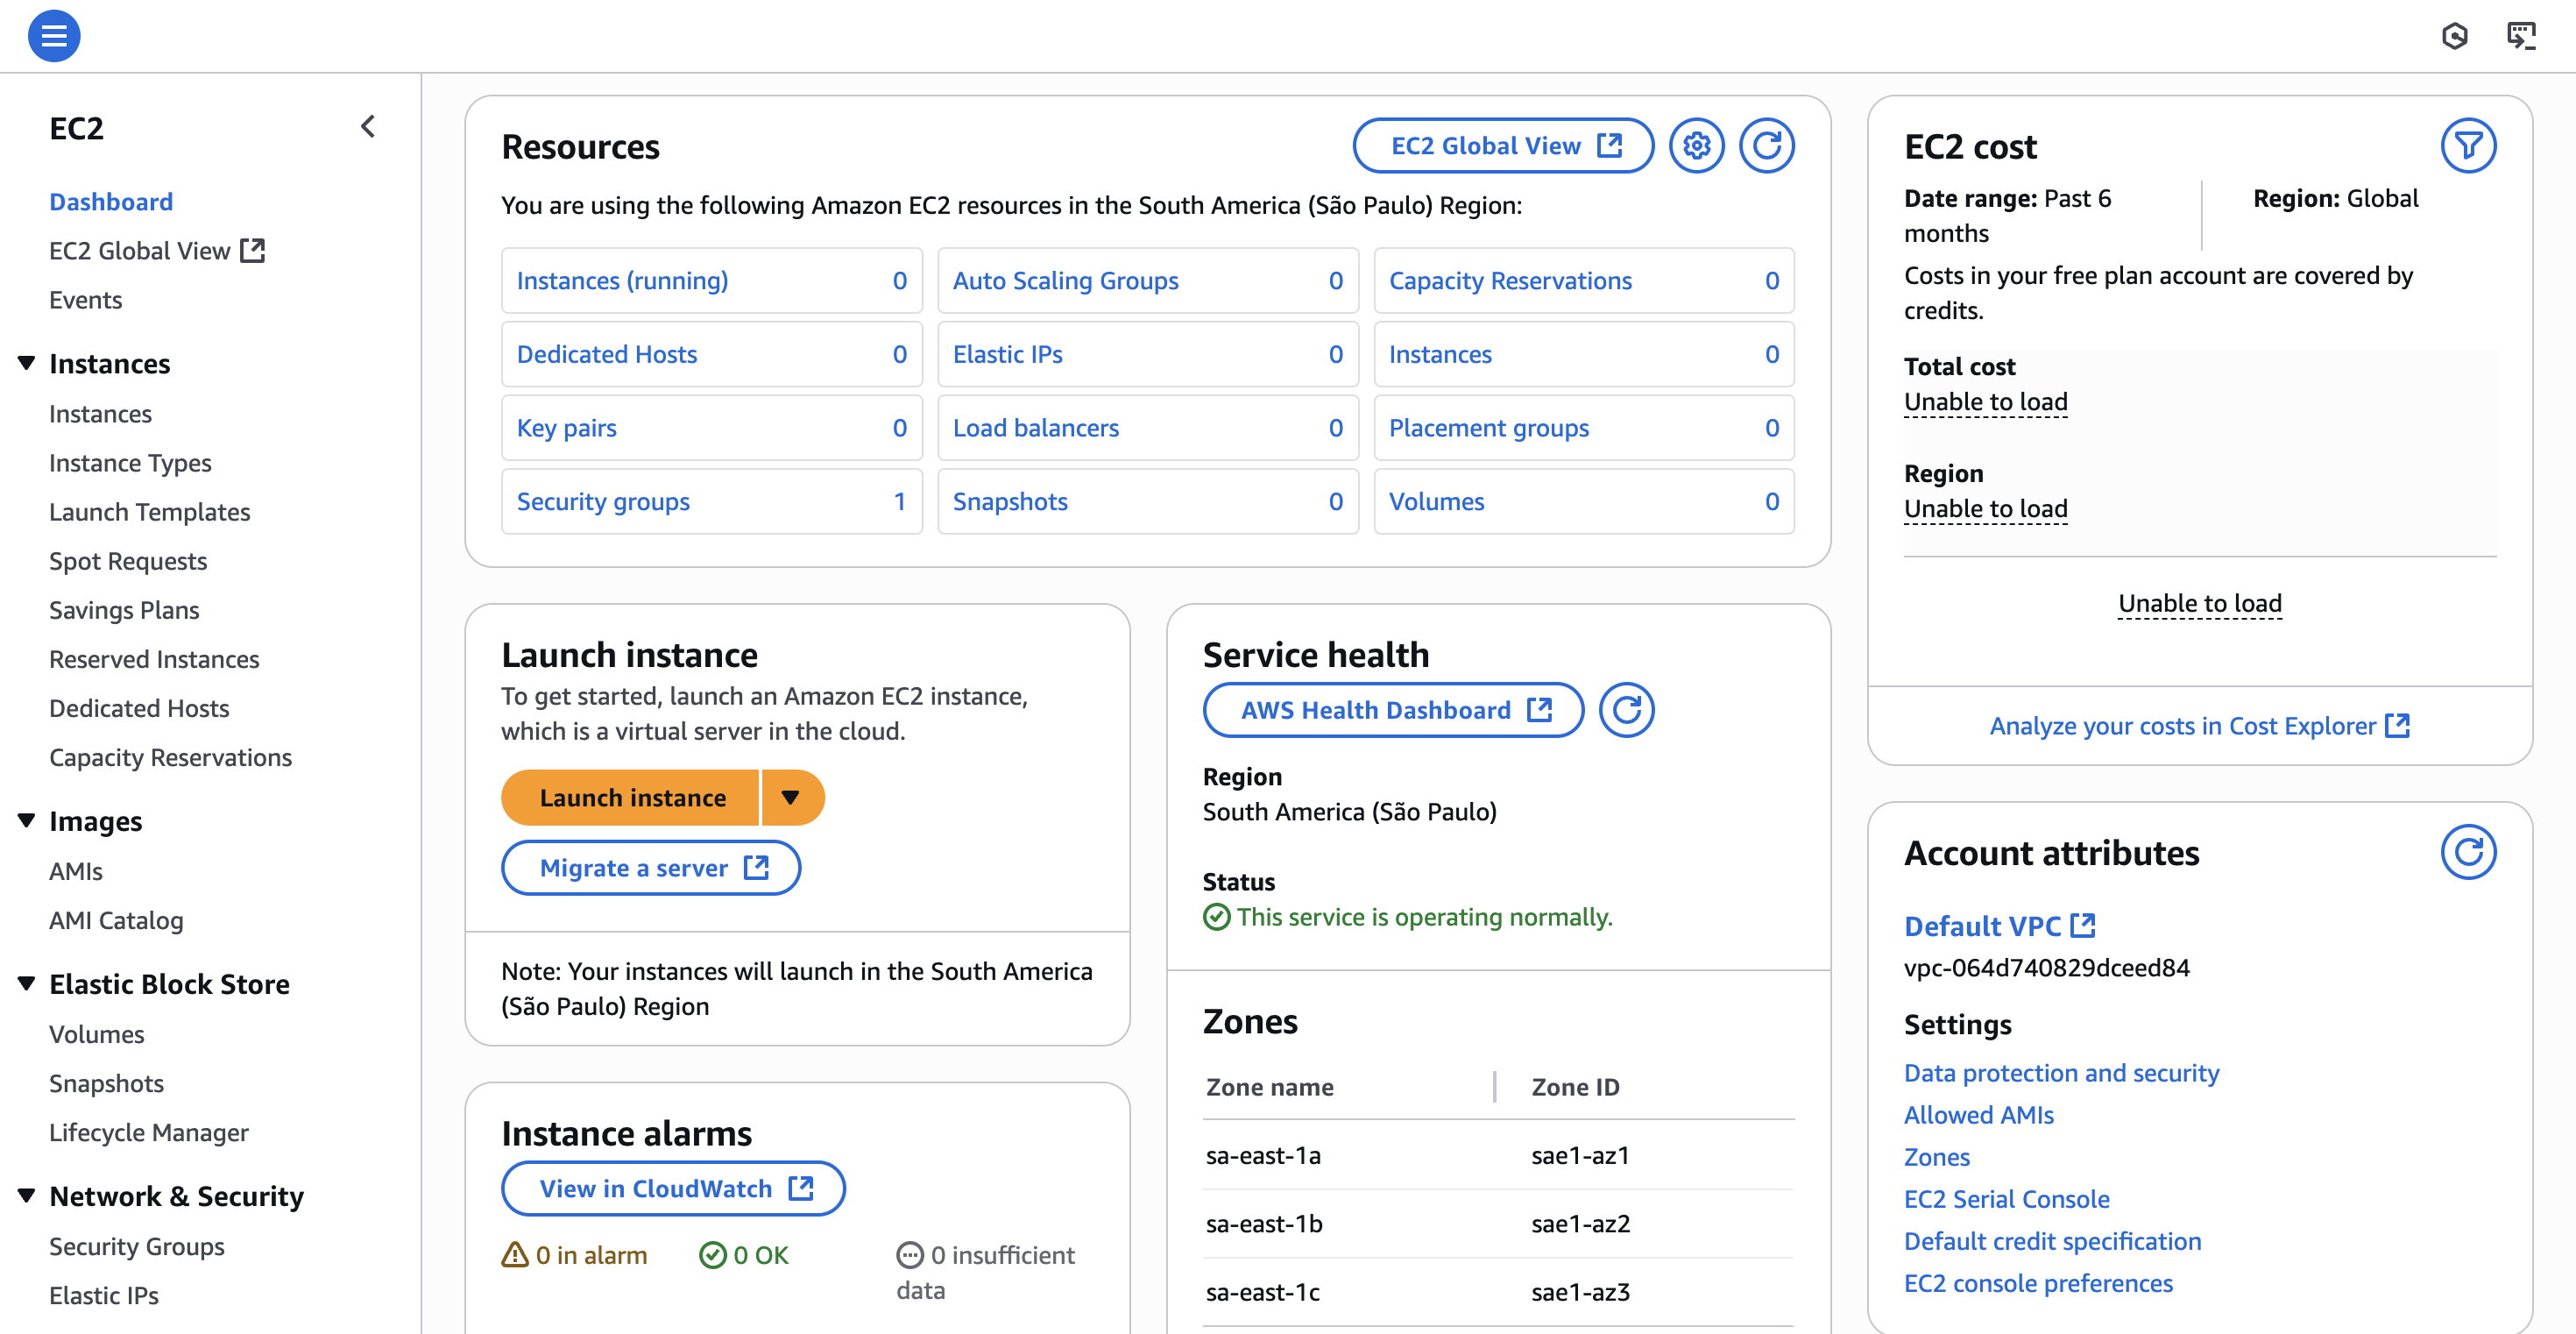 EC2
Dashboard
EC2 Global View
Events
Instances
Instances
Instance Types
Launch Templates
Spot Requests
Savings Plans
Reserved Instances
Dedicated Hosts
Capacity Reservations
Images
AMIs
AMI Catalog
Elastic Block Store
Volumes
Snapshots
Lifecycle Manager
Network & Security
Security Groups
Elastic IPs
Resources
EC2 Global View
You are using the following Amazon EC2 resources in the South America (São Paulo) Region:
Instances (running) 0
Auto Scaling Groups 0
Capacity Reservations 0
Dedicated Hosts 0
Elastic IPs 0
Instances 0
Key pairs 0
Load balancers 0
Placement groups 0
Security groups 1
Snapshots 0
Volumes 0
Launch instance
To get started, launch an Amazon EC2 instance,
which is a virtual server in the cloud.
Launch instance
Migrate a server
Note: Your instances will launch in the South America
(São Paulo) Region
Instance alarms
View in CloudWatch
0 in alarm
0 OK
0 insufficient
data
Service health
AWS Health Dashboard
Region
South America (São Paulo)
Status
This service is operating normally.
Zones
Zone name Zone ID
sa-east-1a sae1-az1
sa-east-1b sae1-az2
sa-east-1c sae1-az3
EC2 cost
Date range: Past 6
months
Region: Global
Costs in your free plan account are covered by
credits.
Total cost
Unable to load
Region
Unable to load
Unable to load
Analyze your costs in Cost Explorer
Account attributes
Default VPC
vpc-064d740829dceed84
Settings
Data protection and security
Allowed AMIs
Zones
EC2 Serial Console
Default credit specification
EC2 console preferences